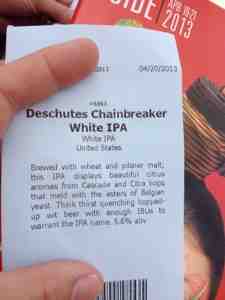 IDE
APR 18-21
2013
04/20/2013
Deschutes Chainbreaker
White IPA
White IPA
United States
Brewed with wheat and pilsner malt,
this IPA displays beautiful citrus
aromas from Cascade and Citra hops
that meld with the esters of Belgian
yeast. Think thirst quenching hopped-
up wit beer with enough IBUs to
warrant the IPA name. 5.6% abv